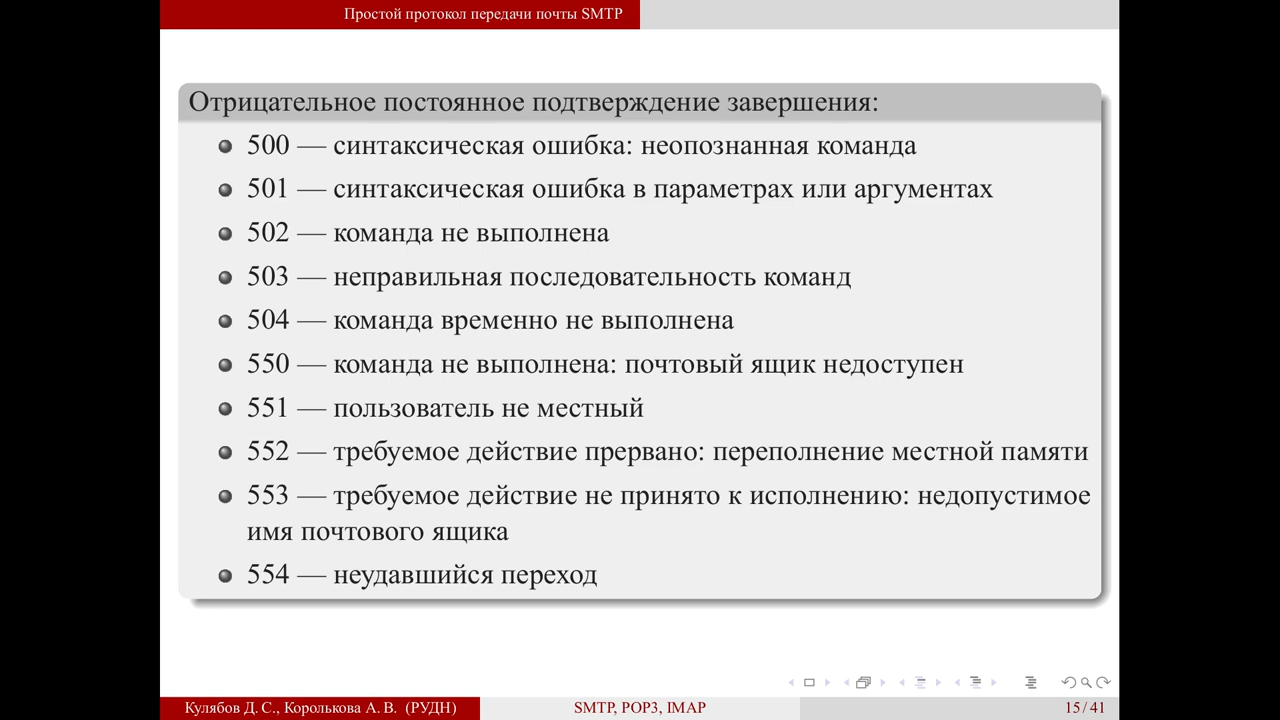 Простой протокол передачи почты SMTP
Отрицательное постоянное подтверждение завершения:
500 — синтаксическая ошибка: неопознанная команда
501 — синтаксическая ошибка в параметрах или аргументах
502 — команда не выполнена
503 — неправильная последовательность команд
504 — команда временно не выполнена
550 — команда не выполнена: почтовый ящик недоступен
551 — пользователь не местный
552 — требуемое действие прервано: переполнение местной памяти
553 — требуемое действие не принято к исполнению: недопустимое
имя почтового ящика
554 — неудавшийся переход
Кулябов Д. С., Королькова А. В. (РУДН) SMTP, POP3, IMAP 15 / 41